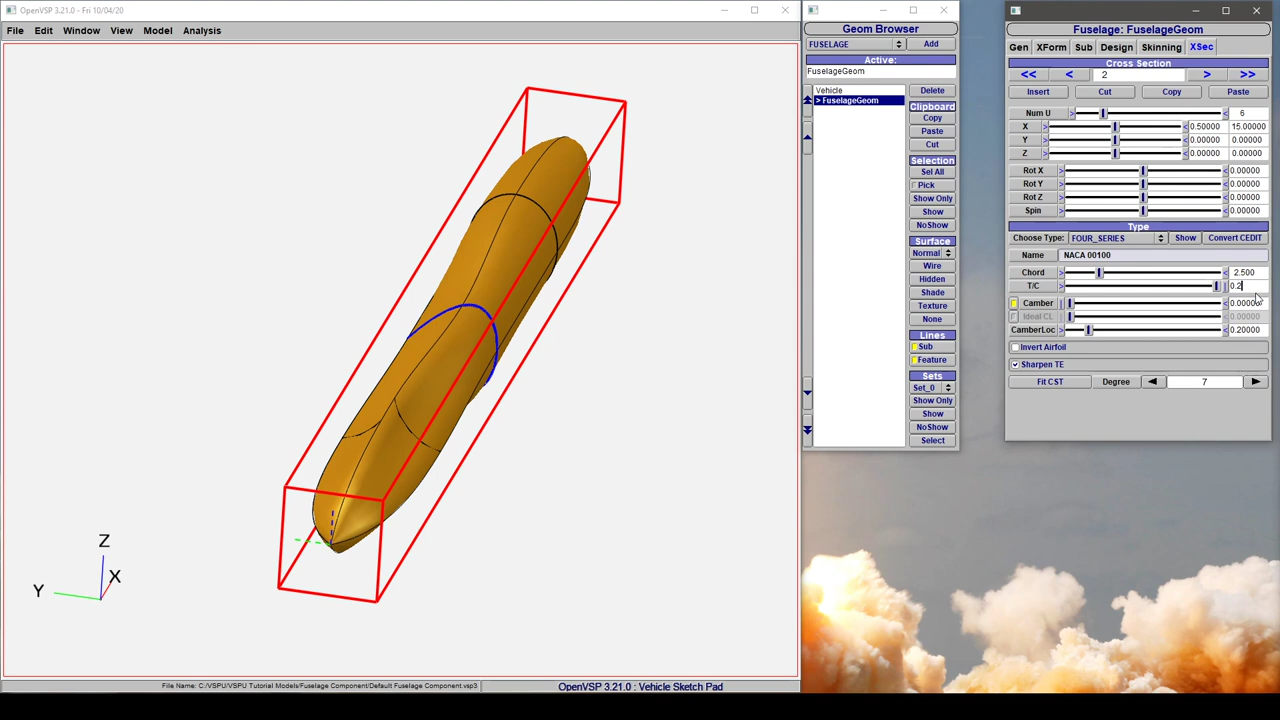 OpenVSP 3.21.0 - Fri 10/04/20
File Edit Window View Model Analysis
Z
X
Y
File Name: C:/VSPU/VSPU Tutorial Models/Fuselage Component/Default Fuselage Component.vsp3
OpenVSP 3.21.0 : Vehicle Sketch Pad
Geom Browser
FUSELAGE Add
Active:
FuselageGeom
Vehicle
> FuselageGeom
Delete
Clipboard
Copy
Paste
Cut
Selection
Sel All
Pick
Show Only
Show
NoShow
Surface
Normal
Wire
Hidden
Shade
Texture
None
Lines
Sub
Feature
Sets
Set_0
Show Only
Show
NoShow
Select
Fuselage: FuselageGeom
Gen XForm Sub Design Skinning XSec
Cross Section
<< < 2 > >>
Insert Cut Copy Paste
Num U > < 6
X > < 0.50000 15.00000
Y > < 0.00000 0.00000
Z > < 0.00000 0.00000
Rot X > < 0.00000
Rot Y > < 0.00000
Rot Z > < 0.00000
Spin > < 0.00000
Type
Choose Type: FOUR_SERIES Show Convert CEDIT
Name NACA 00100
Chord > < 2.500
T/C > | 0.2
Camber | < 0.00000
Ideal CL | < 0.00000
CamberLoc > < 0.20000
Invert Airfoil
Sharpen TE
Fit CST Degree 7